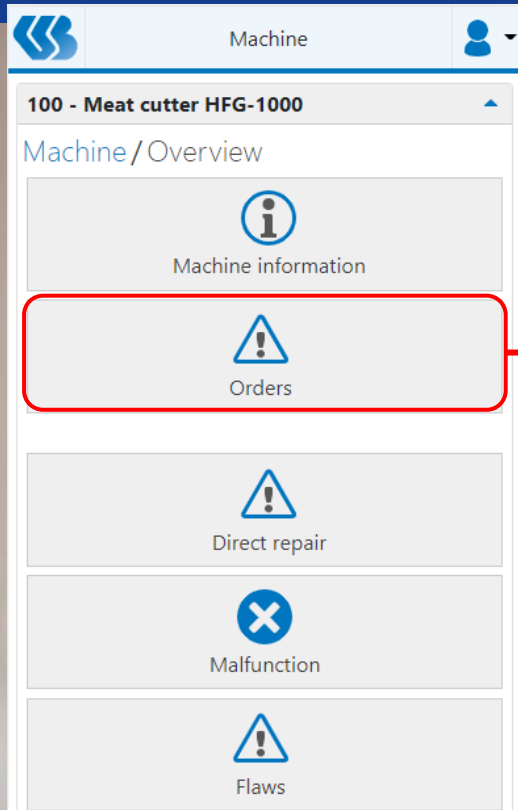 Machine
100 - Meat cutter HFG-1000
Machine / Overview
Machine information
Orders
Direct repair
Malfunction
Flaws